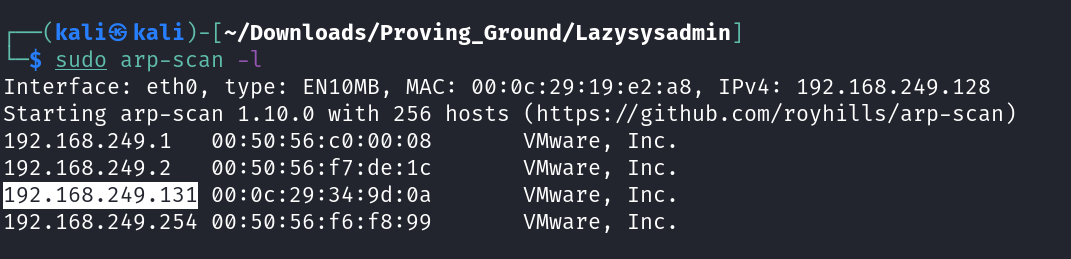 ┌──(kali㉿kali)-[~/Downloads/Proving_Ground/Lazysysadmin]
└─$ sudo arp-scan -l
Interface: eth0, type: EN10MB, MAC: 00:0c:29:19:e2:a8, IPv4: 192.168.249.128
Starting arp-scan 1.10.0 with 256 hosts (https://github.com/royhills/arp-scan)
192.168.249.1   00:50:56:c0:00:08       VMware, Inc.
192.168.249.2   00:50:56:f7:de:1c       VMware, Inc.
192.168.249.131 00:0c:29:34:9d:0a       VMware, Inc.
192.168.249.254 00:50:56:f6:f8:99       VMware, Inc.